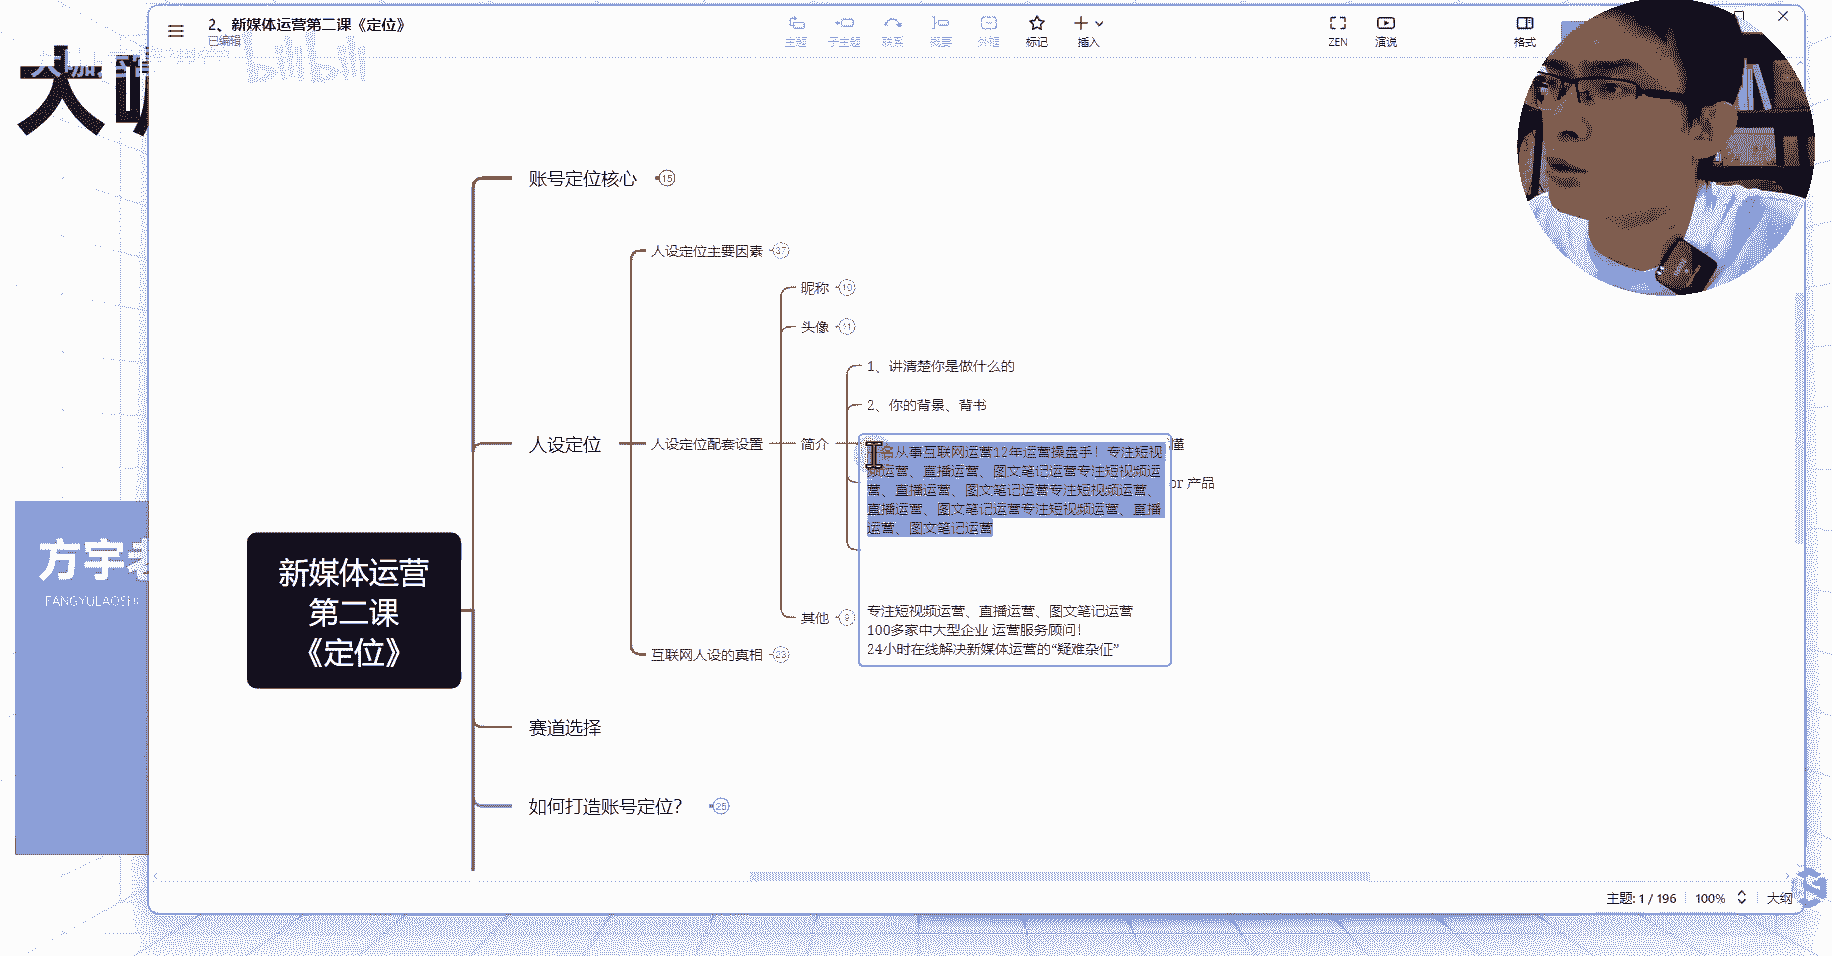 2、新媒体运营第二课《定位》
已编辑
主题
子主题
联系
概要
外框
标记
插入
ZEN
演说
格式
大咖运营
bilibili
大
方宇老
FANGYULAOSHI
账号定位核心 15
人设定位主要因素 37
昵称 10
头像 11
1、讲清楚你是做什么的
2、你的背景、背书
人设定位
人设定位配套设置
简介
懂
名从事互联网运营12年运营操盘手！专注短视
频运营、直播运营、图文笔记运营专注短视频运
营、直播运营、图文笔记运营专注短视频运营、
直播运营、图文笔记运营专注短视频运营、直播
运营、图文笔记运营
or 产品
专注短视频运营、直播运营、图文笔记运营
100多家中大型企业 运营服务顾问！
24小时在线解决新媒体运营的“疑难杂征”
其他 9
互联网人设的真相 23
新媒体运营
第二课
《定位》
赛道选择
如何打造账号定位？ 25
主题: 1 / 196
100%
大纲